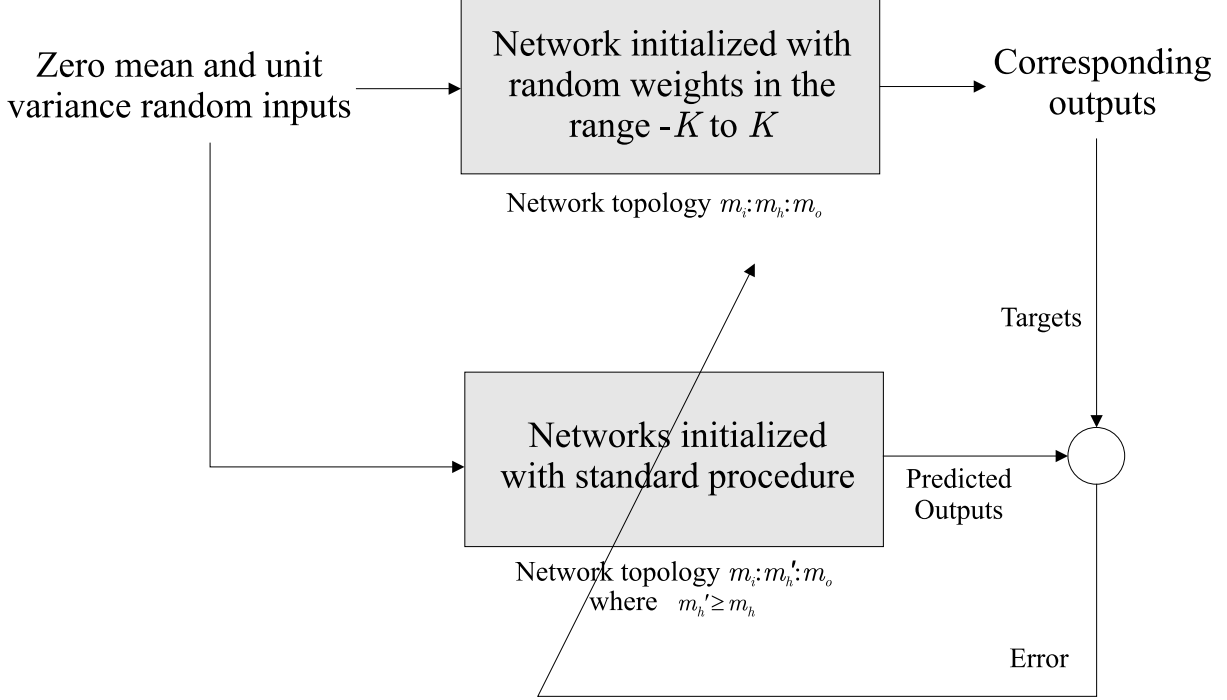 Zero mean and unit
variance random inputs
Network initialized with
random weights in the
range -K to K
Corresponding
outputs
Network topology mᵢ:mₕ:mₒ
Targets
Networks initialized
with standard procedure
Predicted
Outputs
Network topology mᵢ:mₕ':mₒ
where mₕ'≥mₕ
Error